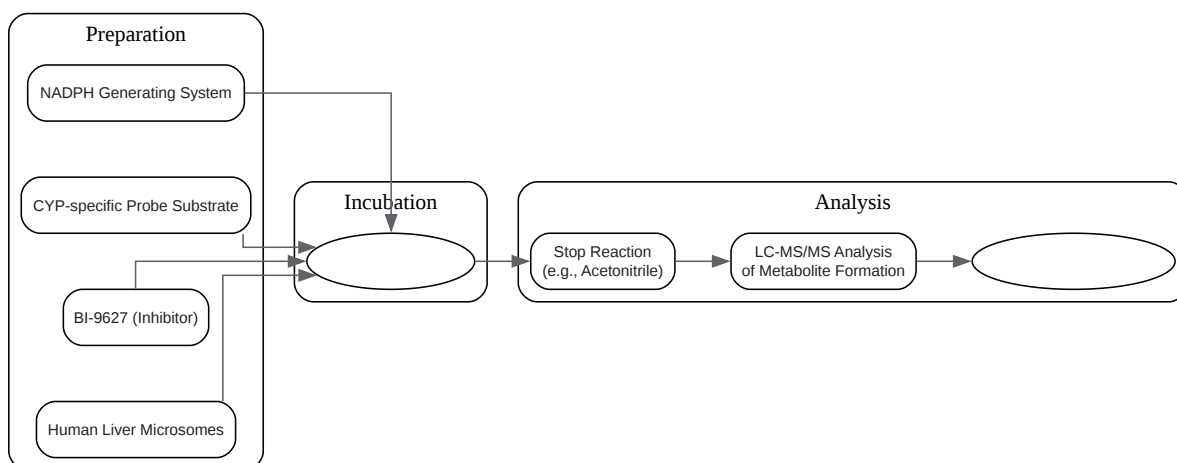 Preparation
NADPH Generating System
CYP-specific Probe Substrate
BI-9627 (Inhibitor)
Human Liver Microsomes
Incubation
Analysis
Stop Reaction
(e.g., Acetonitrile)
LC-MS/MS Analysis
of Metabolite Formation